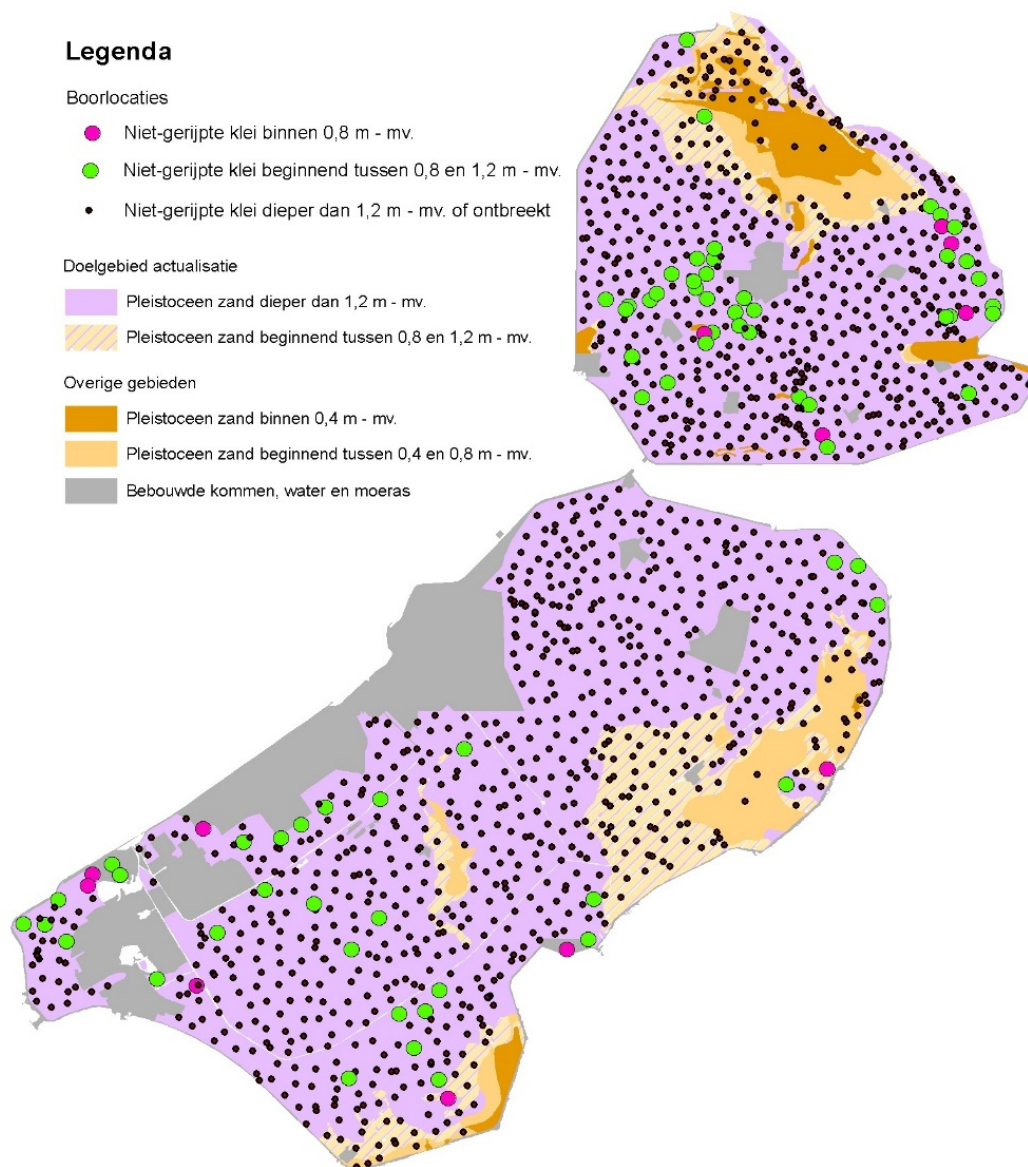 Legenda
Boorlocaties
Niet-gerijpte klei binnen 0,8 m - mv.
Niet-gerijpte klei beginnend tussen 0,8 en 1,2 m - mv.
Niet-gerijpte klei dieper dan 1,2 m - mv. of ontbreekt
Doelgebied actualisatie
Pleistoceen zand dieper dan 1,2 m - mv.
Pleistoceen zand beginnend tussen 0,8 en 1,2 m - mv.
Overige gebieden
Pleistoceen zand binnen 0,4 m - mv.
Pleistoceen zand beginnend tussen 0,4 en 0,8 m - mv.
Bebouwde kommen, water en moeras